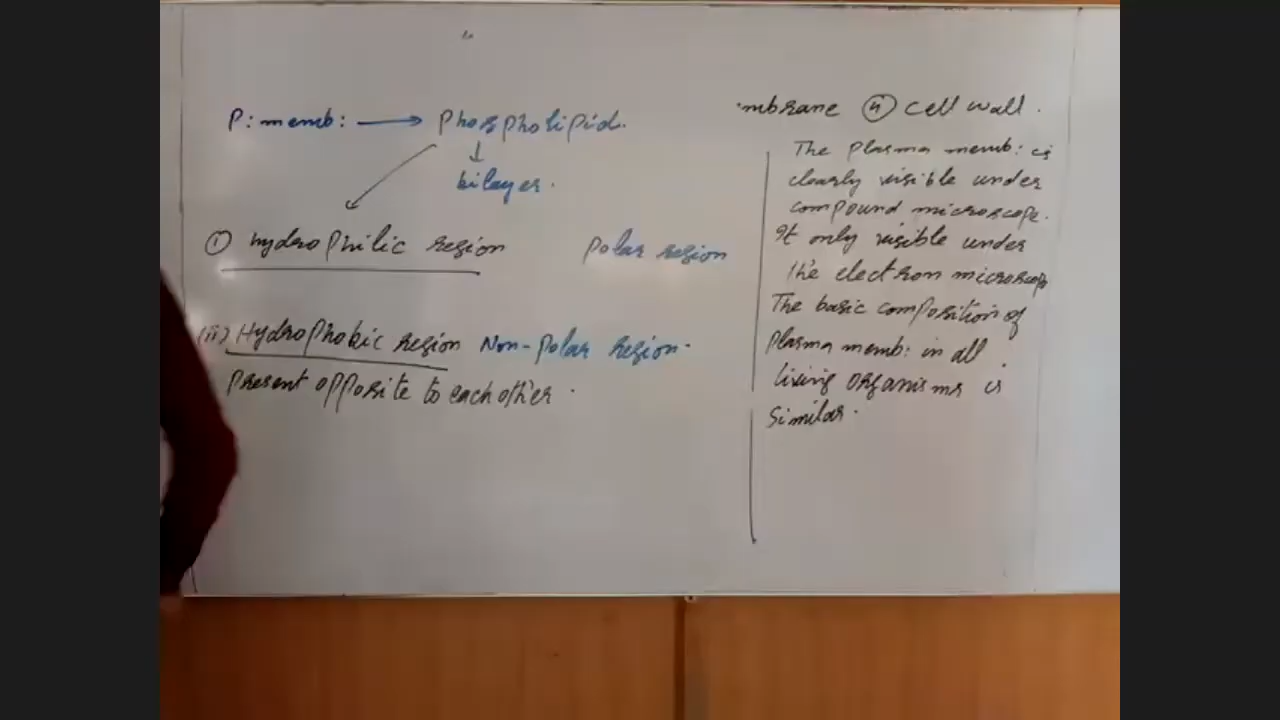 P: memb: → Phospholipid.
↓
bilayer.
① hydrophilic region Polar region
(ii) Hydrophobic region Non-Polar region.
Present opposite to each other.
mbrane ⓘⓘ cell wall.
The Plasma memb: is
clearly visible under
compound microscope.
It only visible under
the electron microscop
The basic composition of
Plasma memb: in all
living organisms is
Similar.